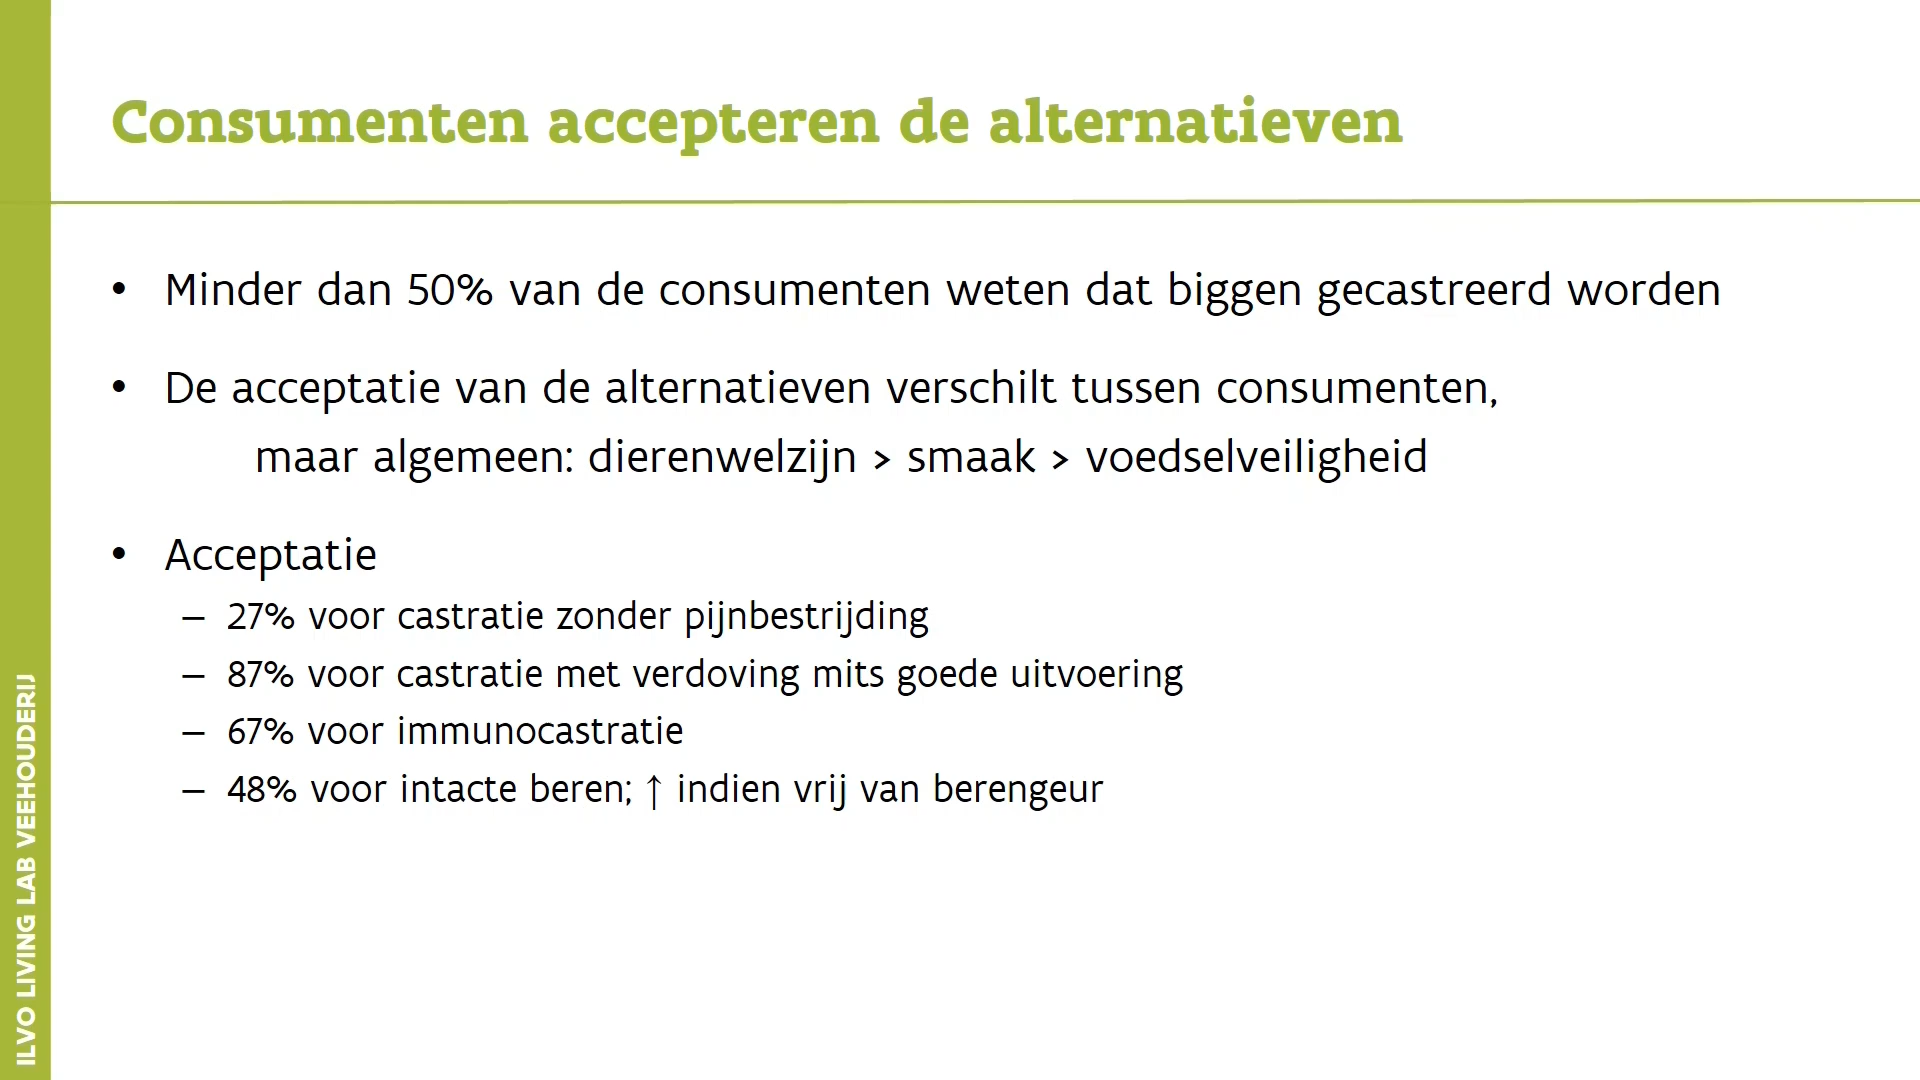 Consumenten accepteren de alternatieven
• Minder dan 50% van de consumenten weten dat biggen gecastreerd worden
• De acceptatie van de alternatieven verschilt tussen consumenten,
maar algemeen: dierenwelzijn > smaak > voedselveiligheid
• Acceptatie
– 27% voor castratie zonder pijnbestrijding
– 87% voor castratie met verdoving mits goede uitvoering
– 67% voor immunocastratie
– 48% voor intacte beren; ↑ indien vrij van berengeur
ILVO LIVING LAB VEEHOUDERIJ